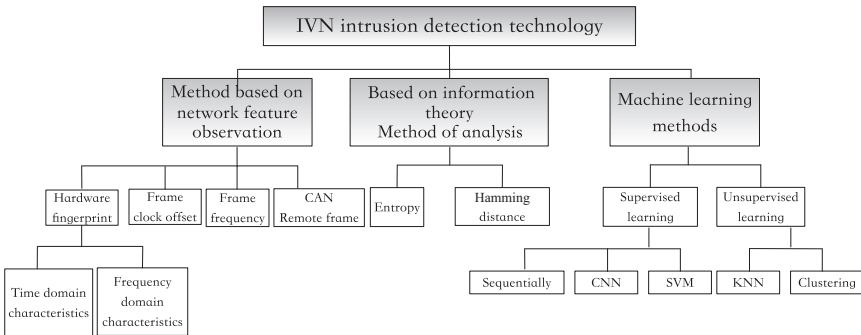 IVN intrusion detection technology
Method based on
network feature
observation
Based on information
theory
Method of analysis
Machine learning
methods
Hardware
fingerprint
Frame
clock offset
Frame
frequency
CAN
Remote frame
Entropy
Hamming
distance
Supervised
learning
Unsupervised
learning
Time domain
characteristics
Frequency
domain
characteristics
Sequentially
CNN
SVM
KNN
Clustering